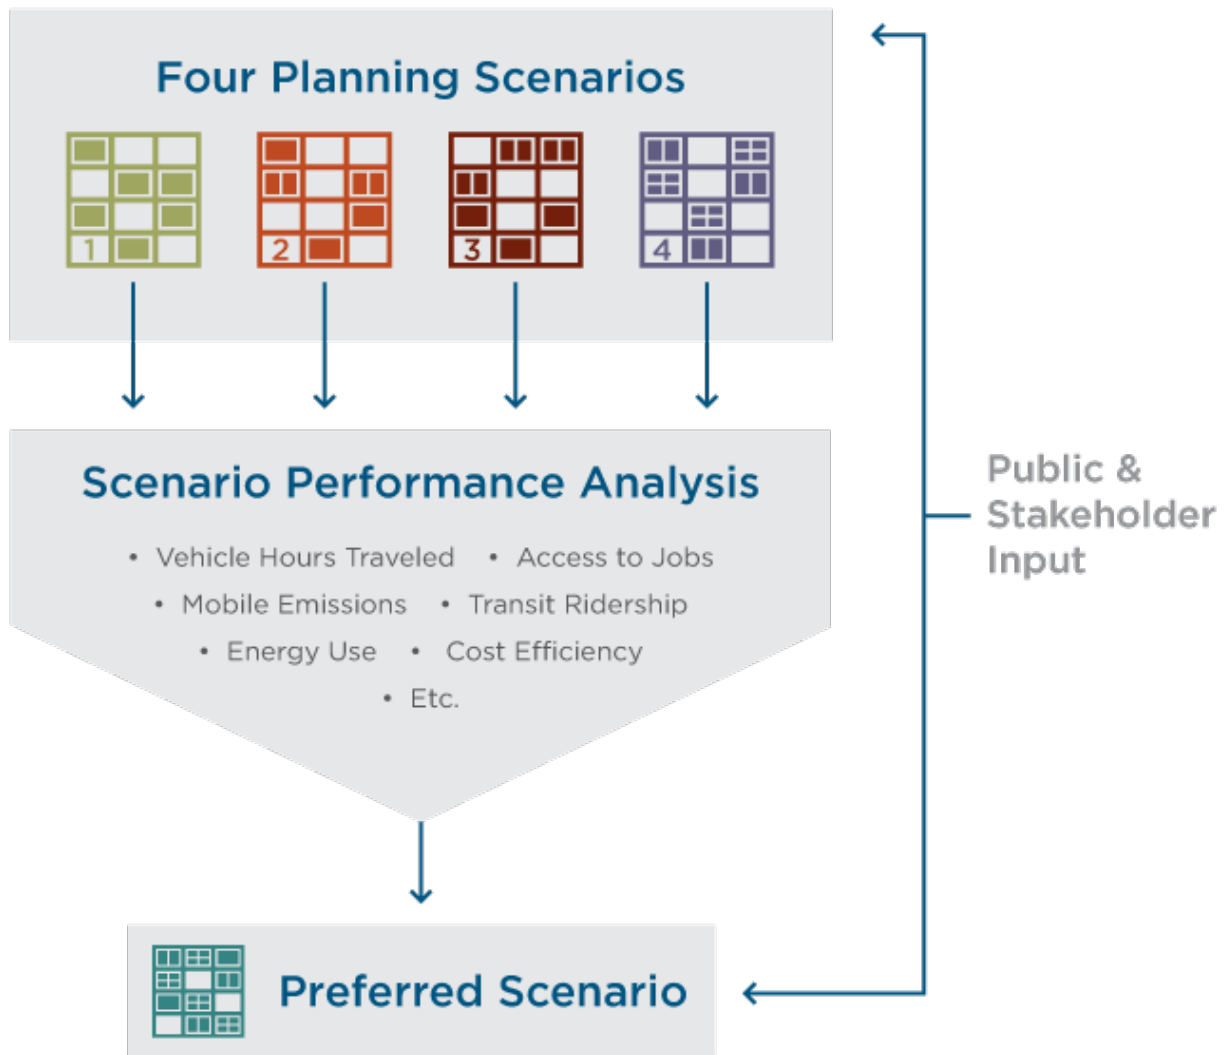 Four Planning Scenarios
1 2 3 4
Scenario Performance Analysis
• Vehicle Hours Traveled • Access to Jobs
• Mobile Emissions • Transit Ridership
• Energy Use • Cost Efficiency
• Etc.
Public &
Stakeholder
Input
Preferred Scenario